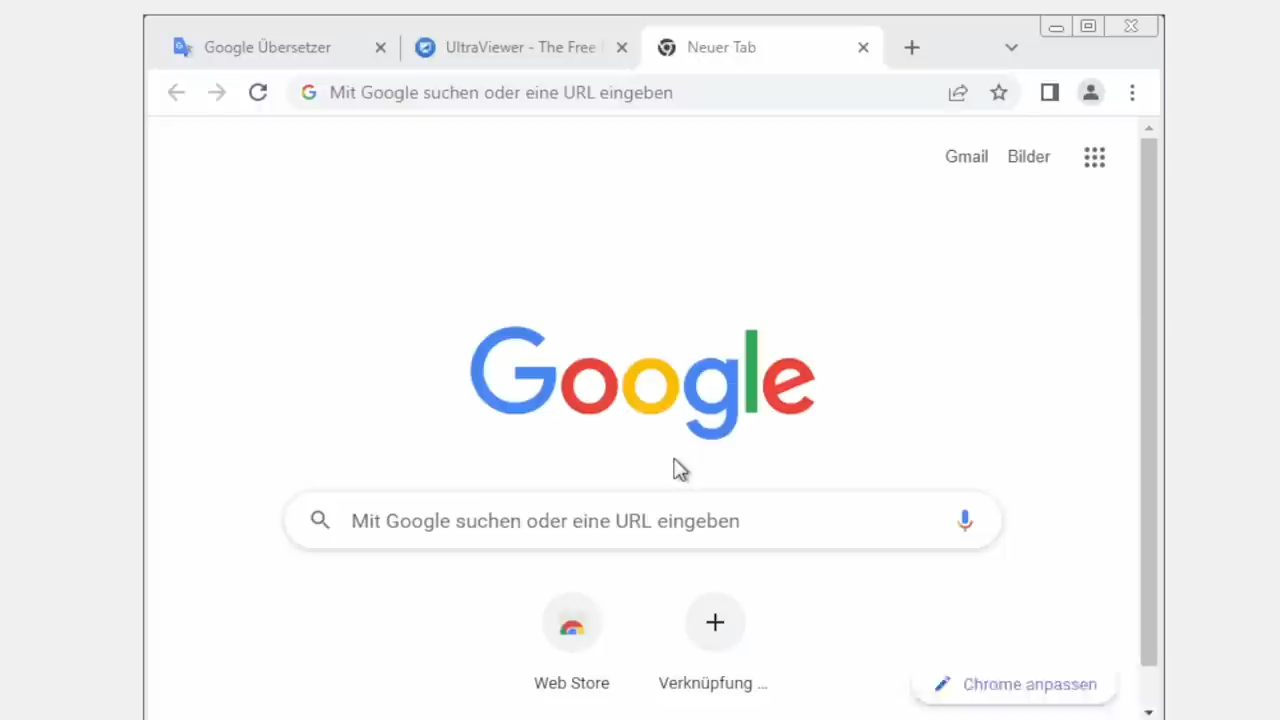 Google Übersetzer
UltraViewer - The Free
Neuer Tab
Mit Google suchen oder eine URL eingeben
Gmail Bilder
Google
Mit Google suchen oder eine URL eingeben
Web Store
Verknüpfung ...
Chrome anpassen